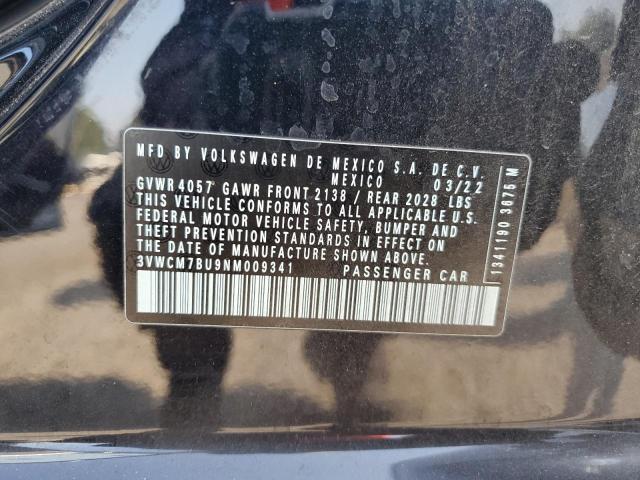 MFD BY VOLKSWAGEN DE MEXICO S.A. DE C.V.
MEXICO 03/22
GVWR 4057 GAWR FRONT 2138 / REAR 2028 LBS
THIS VEHICLE CONFORMS TO ALL APPLICABLE U.S.
FEDERAL MOTOR VEHICLE SAFETY, BUMPER AND
THEFT PREVENTION STANDARDS IN EFFECT ON
THE DATE OF MANUFACTURE SHOWN ABOVE.
3VWCM7BU9NM009341 PASSENGER CAR
1341190 3675 M